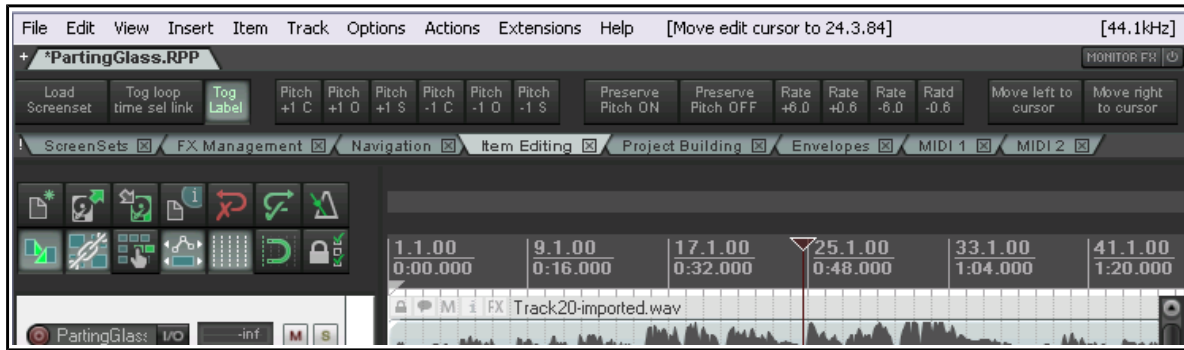 File Edit View Insert Item Track Options Actions Extensions Help [Move edit cursor to 24.3.84] [44.1kHz]
+ *PartingGlass.RPP MONITOR FX
Load Screenset Tog loop time sel link Tog Label Pitch +1 C Pitch +1 O Pitch +1 S Pitch -1 C Pitch -1 O Pitch -1 S Preserve Pitch ON Preserve Pitch OFF Rate +6.0 Rate +0.6 Rate -6.0 Ratd -0.6 Move left to cursor Move right to cursor
! ScreenSets Fx Management Navigation Item Editing Project Building Envelopes MIDI 1 MIDI 2
1.1.00 9.1.00 17.1.00 25.1.00 33.1.00 41.1.00
0:00.000 0:16.000 0:32.000 0:48.000 1:04.000 1:20.000
M i FX Track20-imported.wav
PartingGlass I/O -inf M S